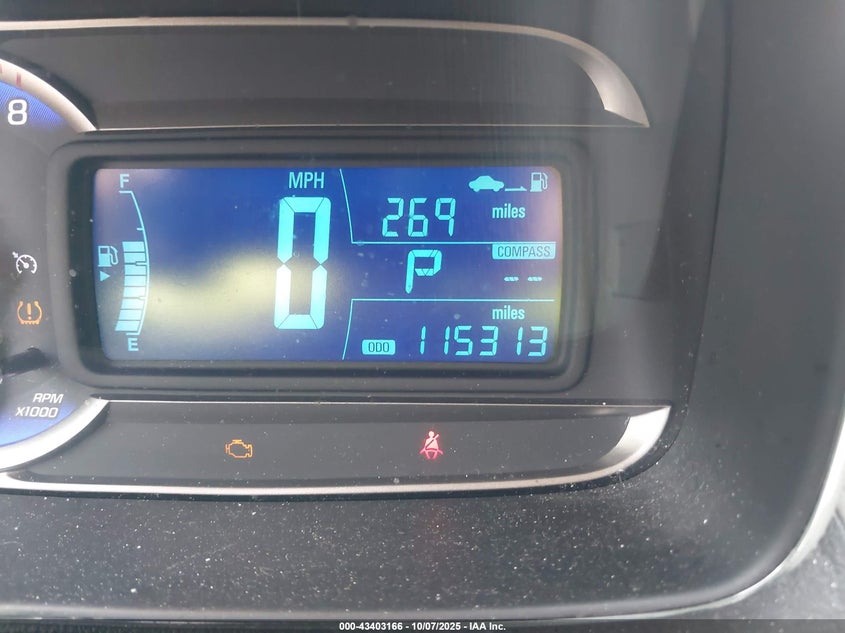 8
F
MPH
269 miles
COMPASS
P
--
0
miles
E
ODO 115313
RPM
X1000
000-43403166 - 10/07/2025 - IAA Inc.